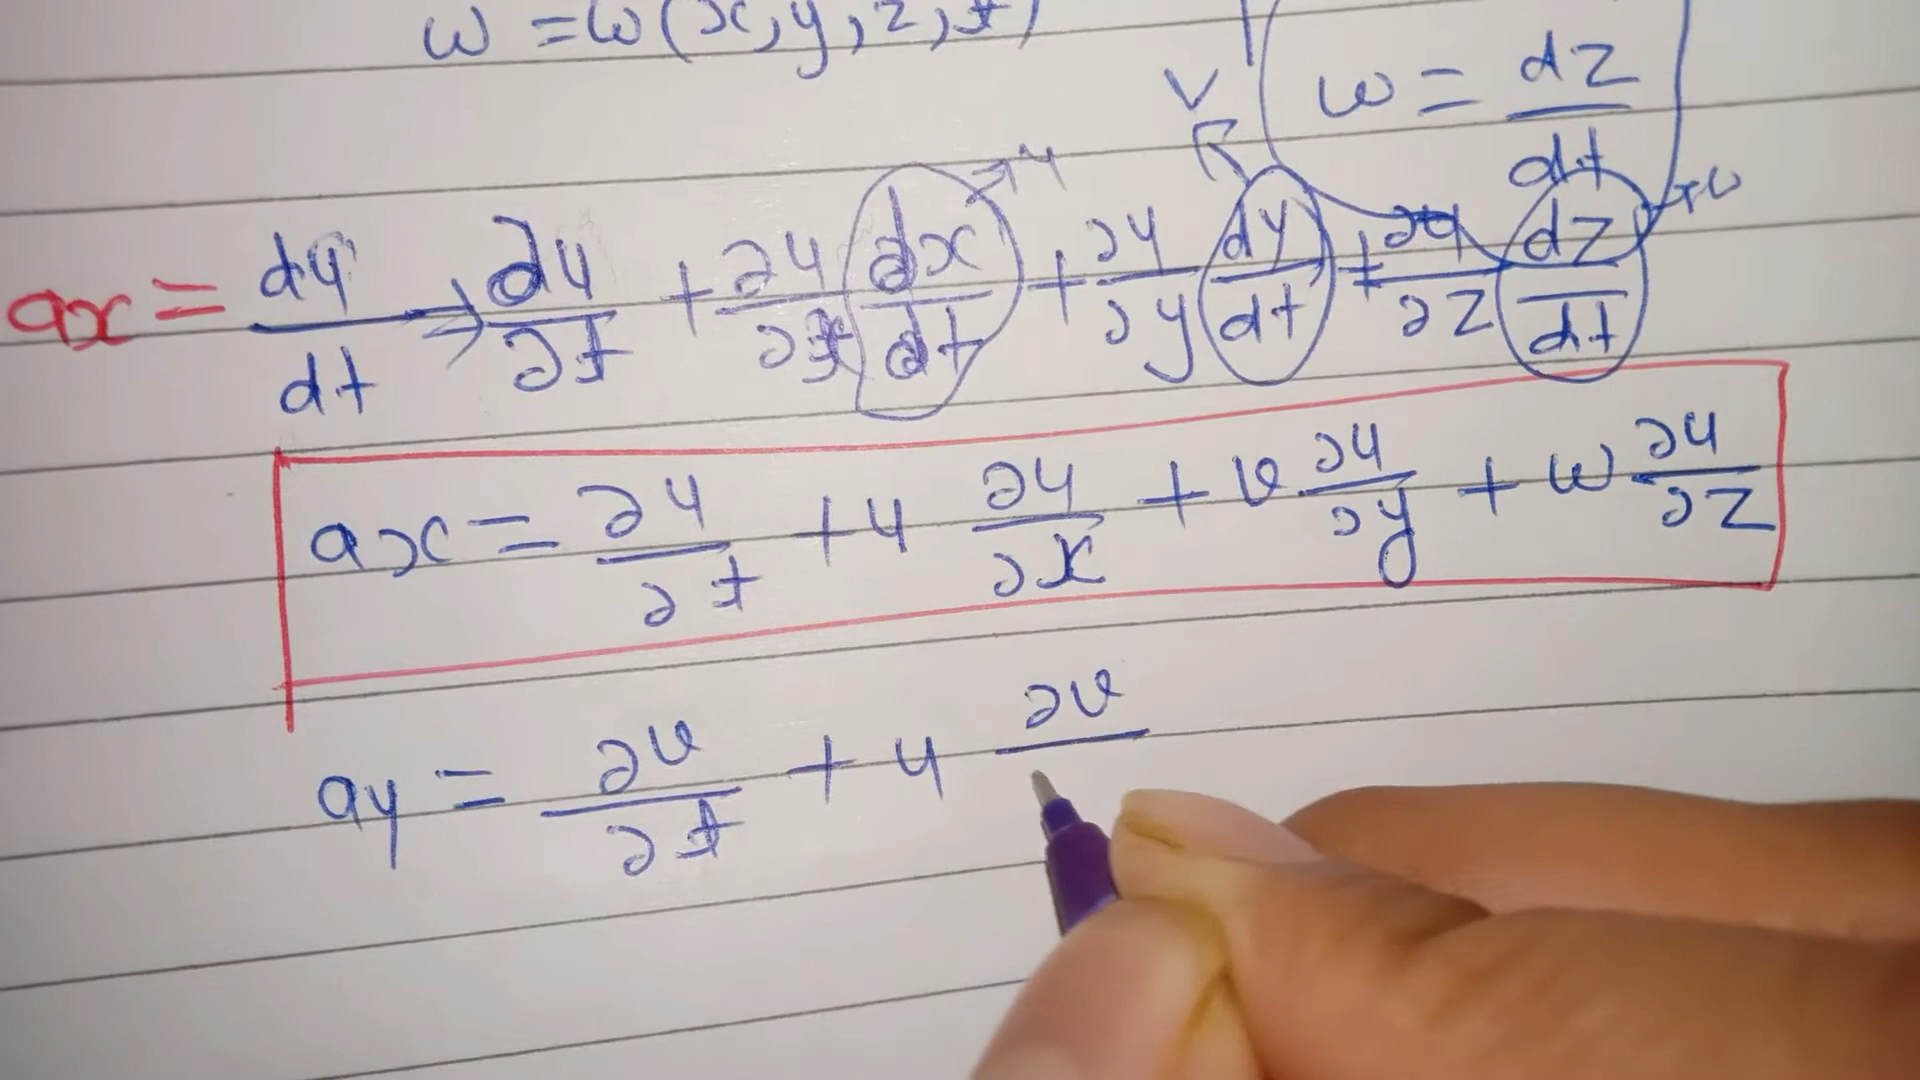 w = w(x, y, z, t)
w = dz/dt
v
u
w
ax = du/dt ⇒ ∂u/∂t + ∂u/∂x dx/dt + ∂u/∂y dy/dt + ∂u/∂z dz/dt
ax = ∂u/∂t + u ∂u/∂x + v ∂u/∂y + w ∂u/∂z
ay = ∂v/∂t + u ∂v/